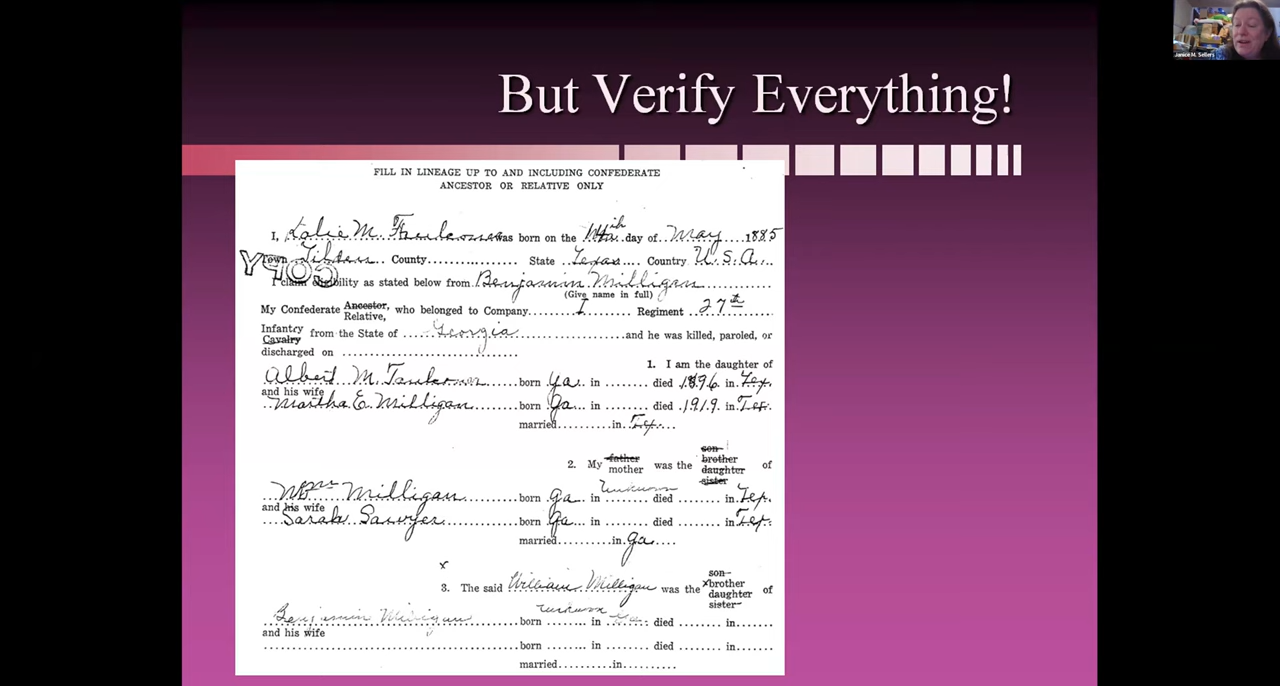 Janice M. Sellers
But Verify Everything!
FILL IN LINEAGE UP TO AND INCLUDING CONFEDERATE
ANCESTOR OR RELATIVE ONLY
I, M. was born on the day of May 1885
Town County State Texas Country U.S.A.
COPY
I claim eligibility as stated below from Benjamin Milligan
(Give name in full)
My Confederate Ancestor, Relative, who belonged to Company I Regiment 27th
Infantry Cavalry from the State of Georgia and he was killed, paroled, or
discharged on
1. I am the daughter of
Albert M. born in died 1896 in Tex.
and his wife
Martha E. Milligan born Ga in died 1919 in Tex.
married in Tex.
2. My father mother was the son brother daughter sister of
Wm Milligan born Ga in unknown died in Tex.
and his wife
Sarah Sawyer born Ga in died in Tex.
married in Ga
x
3. The said William Milligan was the son x brother daughter sister of
Benjamin Milligan born unknown in Ga died in
and his wife
born in died in
married in